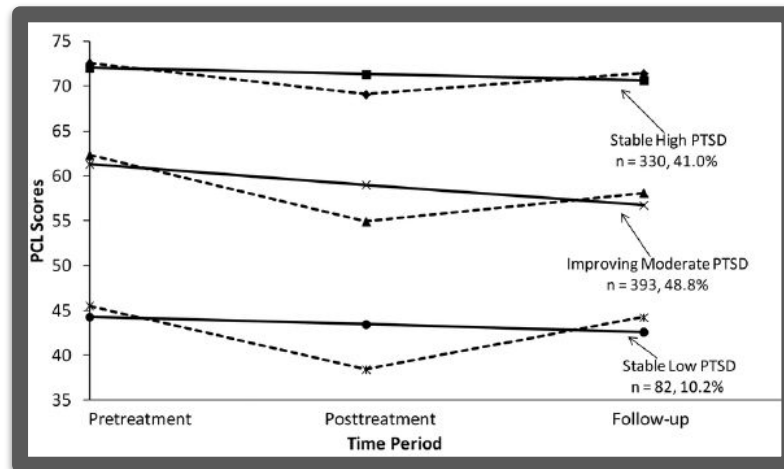 75
70
65
60
55
50
45
40
35
PCL Scores
Stable High PTSD
n = 330, 41.0%
Improving Moderate PTSD
n = 393, 48.8%
Stable Low PTSD
n = 82, 10.2%
Pretreatment Posttreatment Follow-up
Time Period